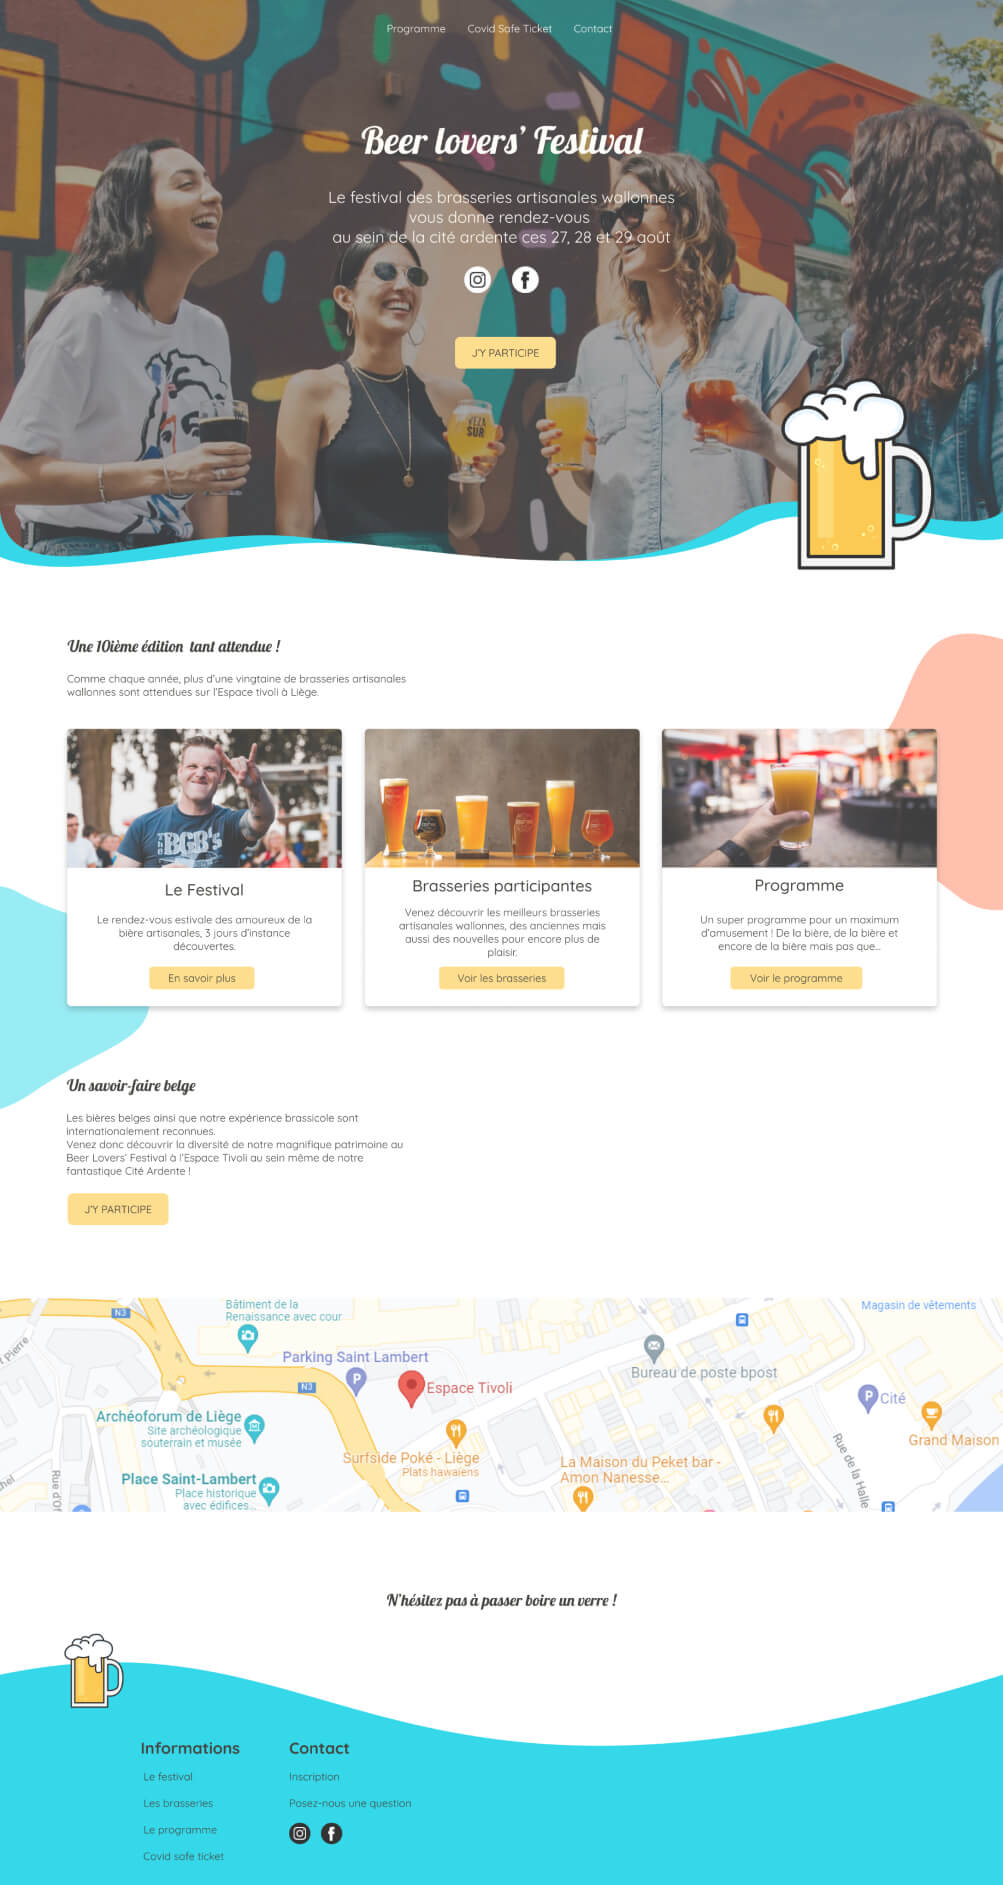 Programme Covid Safe Ticket Contact
Beer lovers’ Festival
Le festival des brasseries artisanales wallonnes
vous donne rendez-vous
au sein de la cité ardente ces 27, 28 et 29 août
J'Y PARTICIPE
SUR
Une 10ième édition tant attendue !
Comme chaque année, plus d'une vingtaine de brasseries artisanales
wallonnes sont attendues sur l'Espace tivoli à Liège.
THE BGB's
Le Festival
Le rendez-vous estivale des amoureux de la
bière artisanales, 3 jours d'instance
découvertes.
En savoir plus
Brasseries participantes
Venez découvrir les meilleurs brasseries
artisanales wallonnes, des anciennes mais
aussi des nouvelles pour encore plus de
plaisir.
Voir les brasseries
Programme
Un super programme pour un maximum
d'amusement ! De la bière, de la bière et
encore de la bière mais pas que...
Voir le programme
Un savoir-faire belge
Les bières belges ainsi que notre expérience brassicole sont
internationalement reconnues.
Venez donc découvrir la diversité de notre magnifique patrimoine au
Beer Lovers' Festival à l'Espace Tivoli au sein même de notre
fantastique Cité Ardente !
J'Y PARTICIPE
N3
Bâtiment de la
Renaissance avec cour
Magasin de vêtements
t Pierre
Parking Saint Lambert
P
N3
Espace Tivoli
Bureau de poste bpost
P
Cité
Archéoforum de Liège
Site archéologique
souterrain et musée
Surfside Poké - Liège
Plats hawaïens
La Maison du Peket bar -
Amon Nanesse...
Grand Maison
Rue de la Halle
Place Saint-Lambert
Place historique
avec édifices...
hel
Rue d'Of
N'hésitez pas à passer boire un verre !
Informations
Le festival
Les brasseries
Le programme
Covid safe ticket
Contact
Inscription
Posez-nous une question